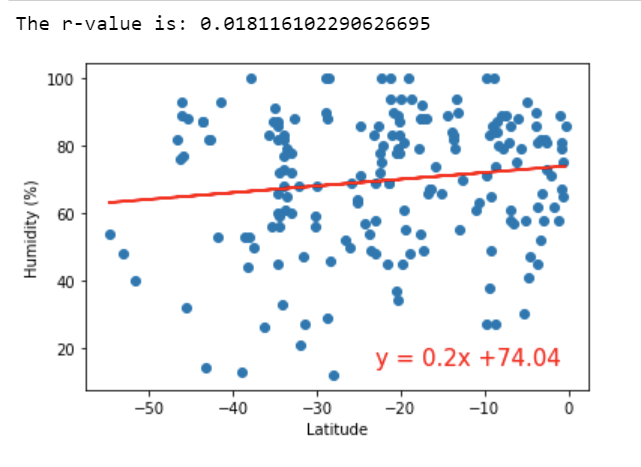 The r-value is: 0.018116102290626695
100
80
60
40
20
Humidity (%)
y = 0.2x +74.04
−50 −40 −30 −20 −10 0
Latitude